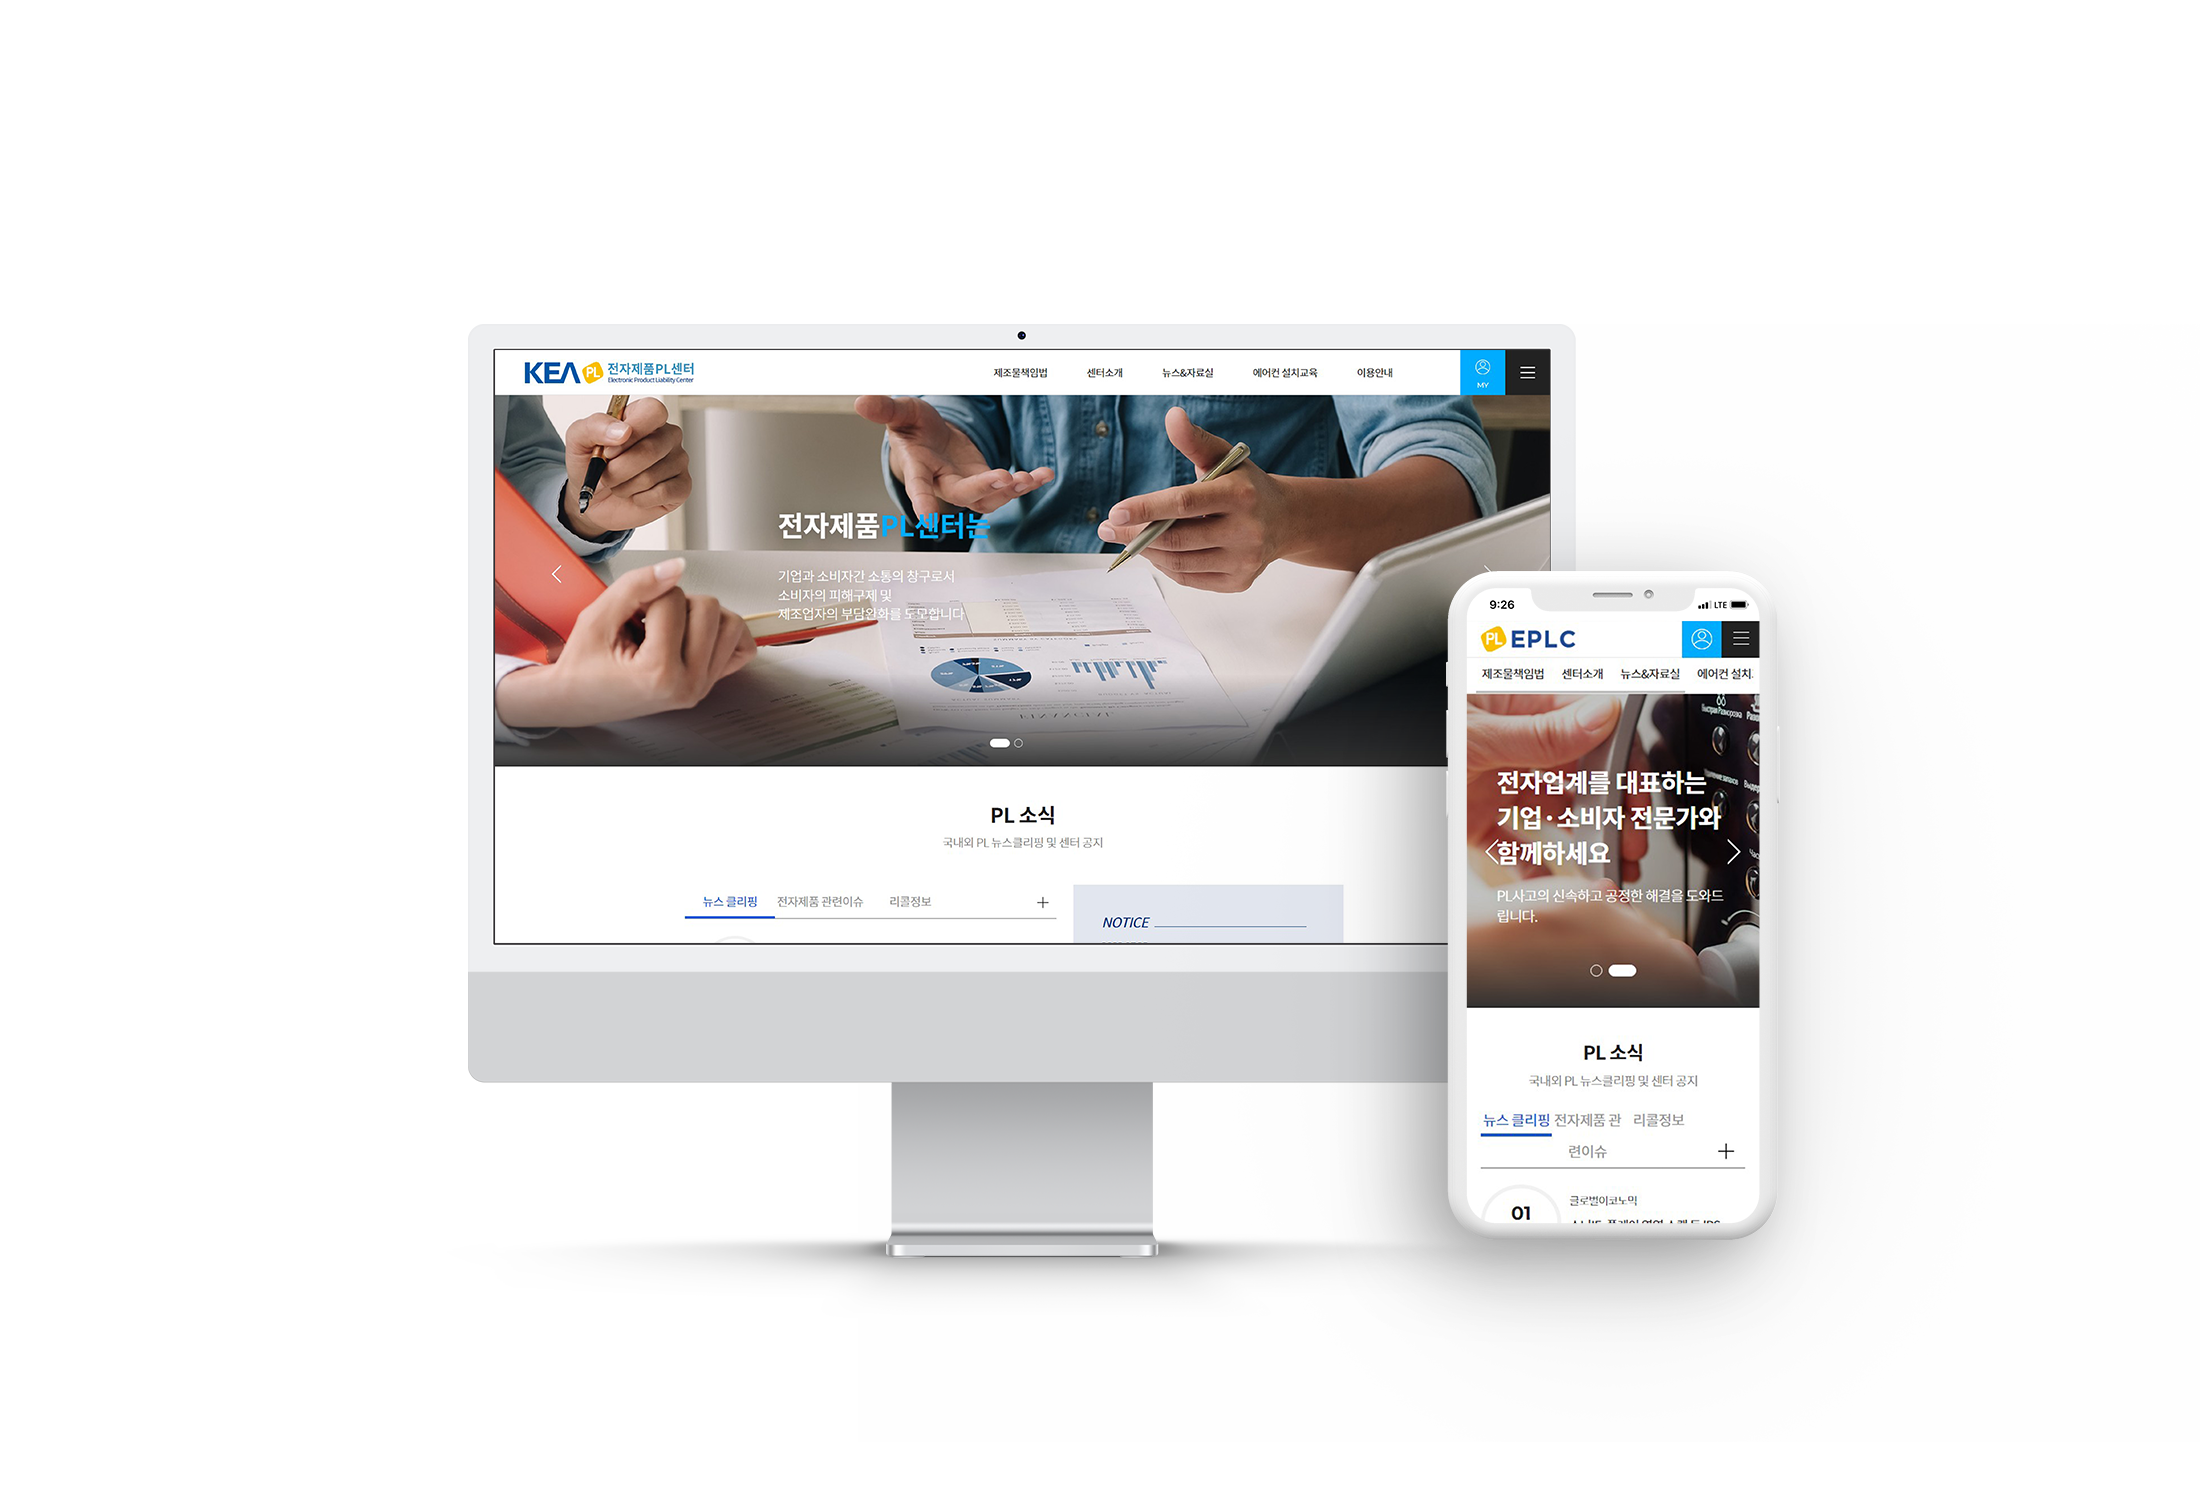 KEA PL 전자제품PL센터
Electronic Product Liability Center
제조물책임법 센터소개 뉴스&자료실 에어컨 설치교육 이용안내
MY
전자제품PL센터는
기업과 소비자간 소통의 창구로서
소비자의 피해구제 및
제조업자의 부담완화를 도모합니다
PL 소식
국내외 PL 뉴스클리핑 및 센터 공지
뉴스 클리핑 전자제품 관련이슈 리콜정보
NOTICE
9:26 LTE
PL EPLC
제조물책임법 센터소개 뉴스&자료실 에어컨 설치
전자업계를 대표하는
기업·소비자 전문가와
함께하세요
PL사고의 신속하고 공정한 해결을 도와드
립니다.
PL 소식
국내외 PL 뉴스클리핑 및 센터 공지
뉴스 클리핑 전자제품 관 리콜정보
련이슈
글로벌이코노믹
01